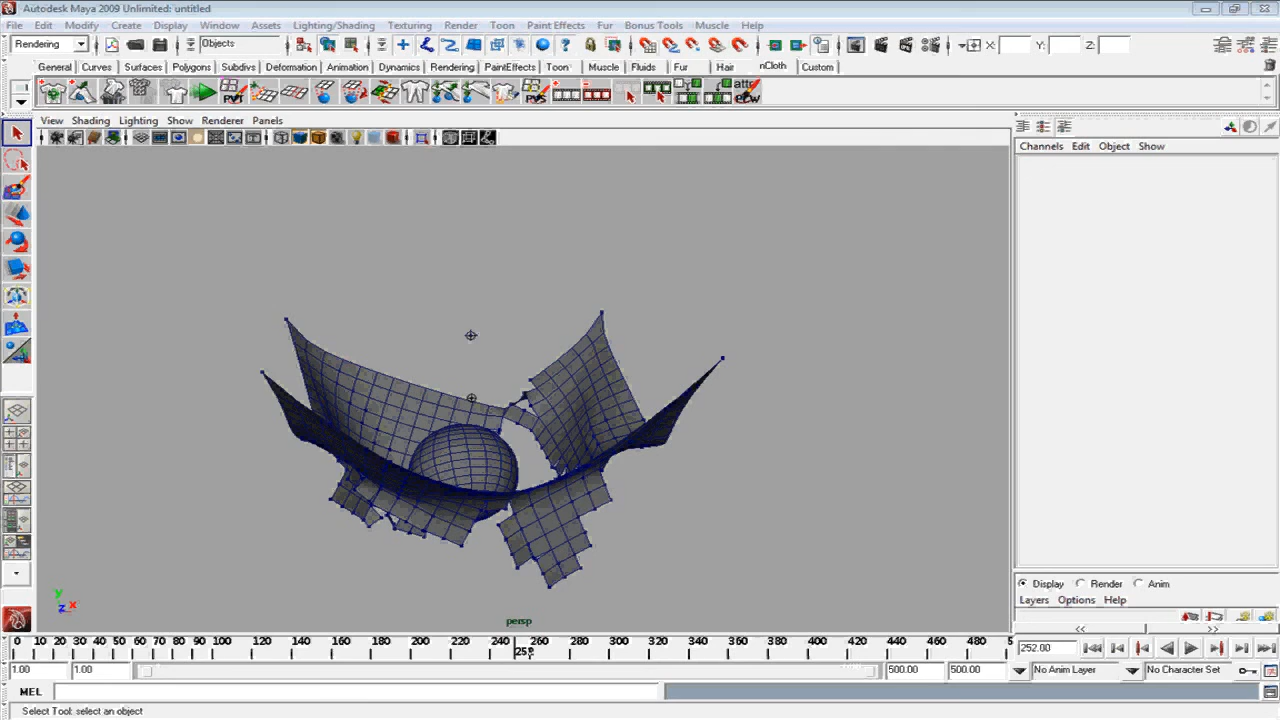 Autodesk Maya 2009 Unlimited: untitled
File Edit Modify Create Display Window Assets Lighting/Shading Texturing Render Toon Paint Effects Fur Bonus Tools Muscle Help
Rendering Objects X: Y: Z:
General Curves Surfaces Polygons Subdivs Deformation Animation Dynamics Rendering PaintEffects Toon Muscle Fluids Fur Hair nCloth Custom
PVT PVS attr ECW
View Shading Lighting Show Renderer Panels
Channels Edit Object Show
y
z x
persp
Display Render Anim
Layers Options Help
<< >>
0 10 20 30 40 50 60 70 80 90 100 120 140 160 180 200 220 240 260 280 300 320 340 360 380 400 420 440 460 480 5
252.00
1.00 1.00 500.00 500.00 No Anim Layer No Character Set
MEL
Select Tool: select an object